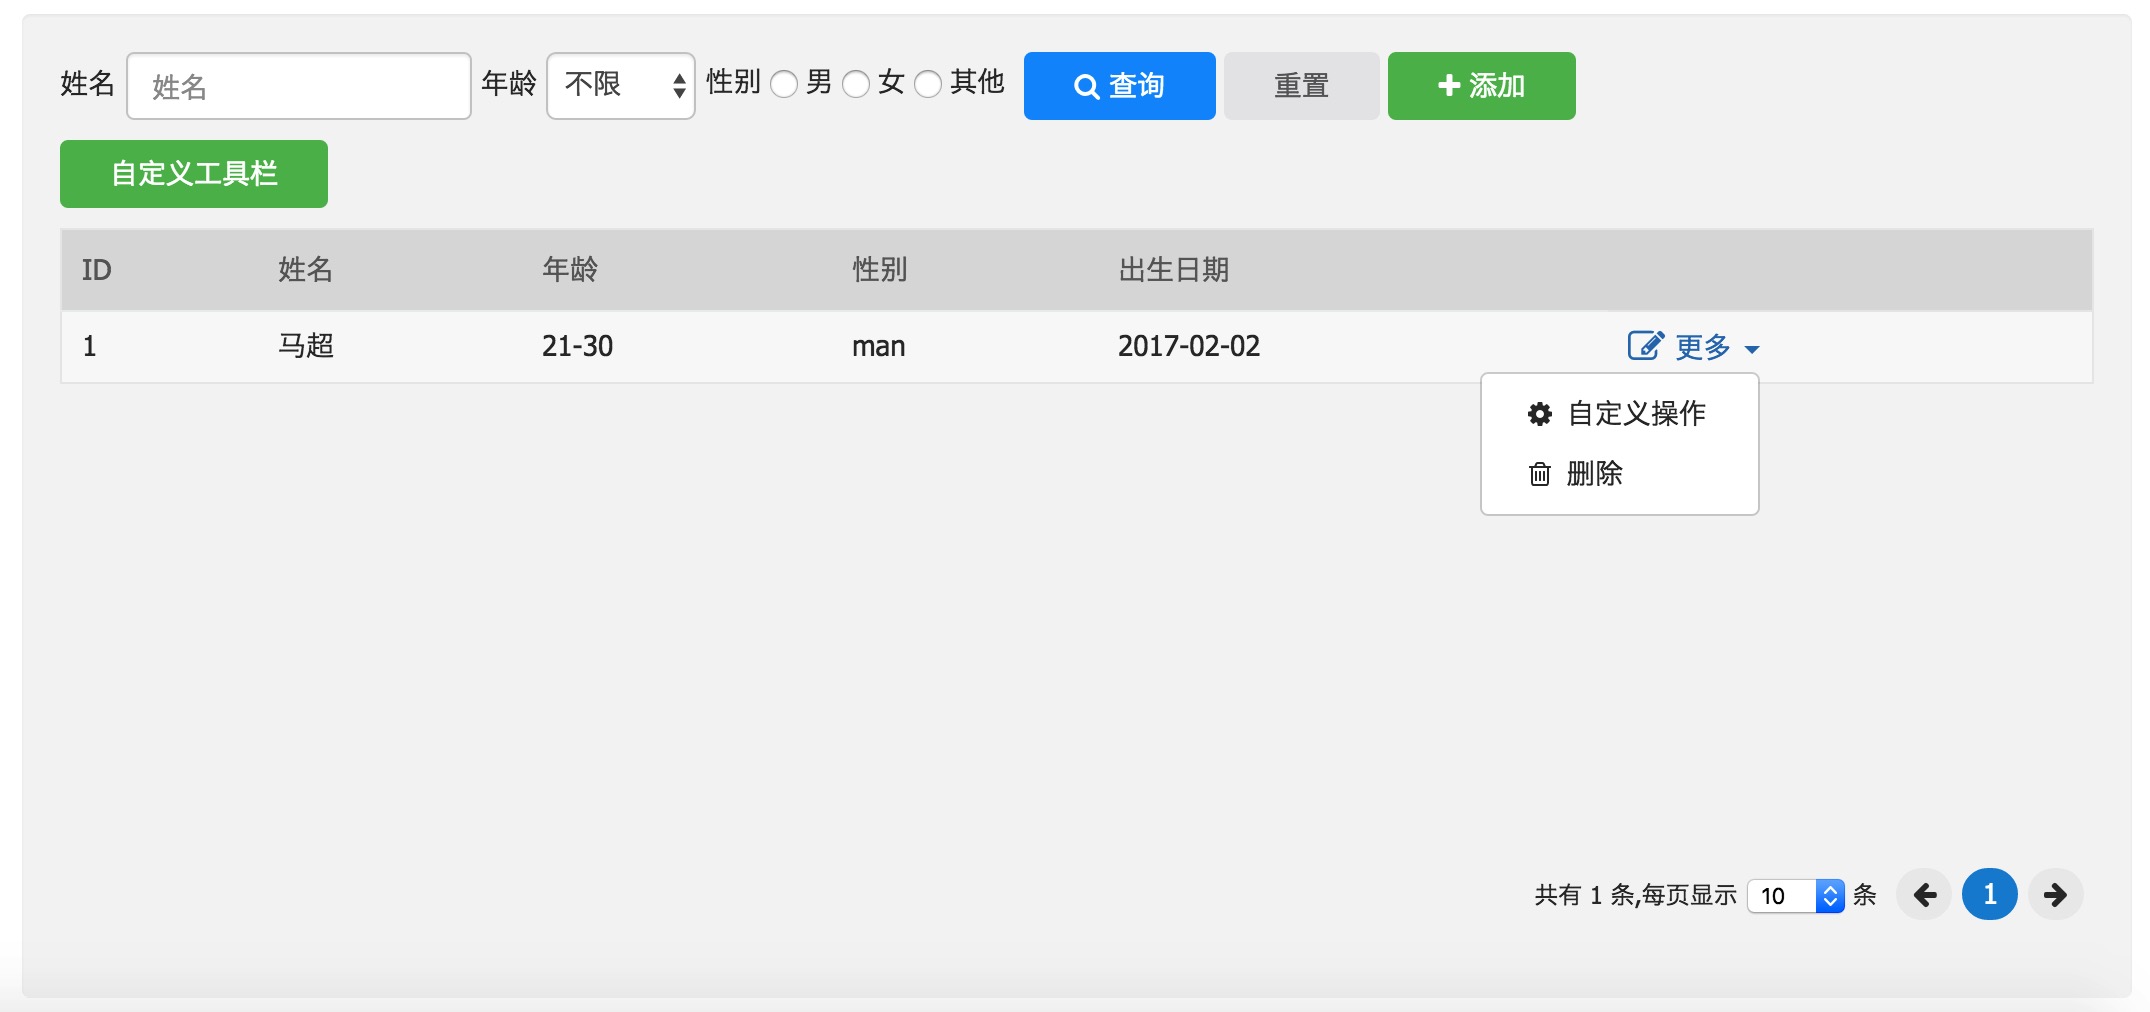 姓名 姓名 年龄 不限 性别 男 女 其他 查询 重置 添加
自定义工具栏
ID 姓名 年龄 性别 出生日期
1 马超 21-30 man 2017-02-02 更多
自定义操作
删除
共有 1 条,每页显示 10 条 1